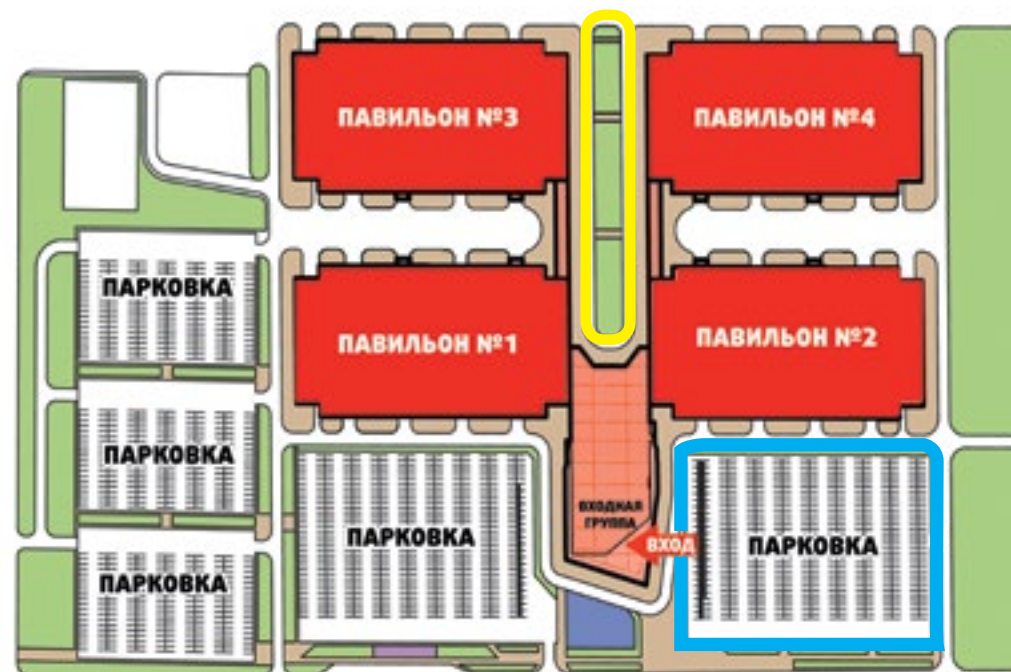 ПАВИЛЬОН №3
ПАВИЛЬОН №4
ПАРКОВКА
ПАВИЛЬОН №1
ПАВИЛЬОН №2
ПАРКОВКА
ВХОДНАЯ
ГРУППА
ПАРКОВКА
ВХОД
ПАРКОВКА
ПАРКОВКА